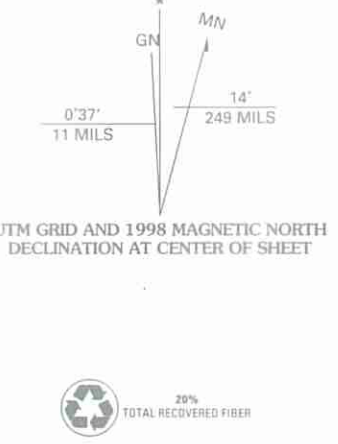 ★
MN
GN
0°37'
11 MILS
14°
249 MILS
UTM GRID AND 1998 MAGNETIC NORTH
DECLINATION AT CENTER OF SHEET
20%
TOTAL RECOVERED FIBER